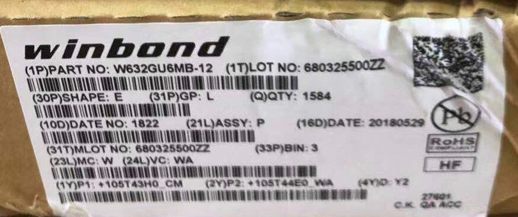 winbond
(1P)PART NO: W632GU6MB-12 (1T)LOT NO: 680325500ZZ
(30P)SHAPE: E (31P)GP: L (Q)QTY: 1584
(10D)DATE NO: 1822 (21L)ASSY: P (16D)DATE: 20180529
Pb
(31T)MLOT NO: 680325500ZZ (33P)BIN: 3
RoHS
COMPLIANT
(23L)MC: W (24L)VC: WA
HF
(1Y)P1: +105T43H0_CM (2Y)P2: +105T44E0_WA (4Y)D: Y2
27601
C.K. QA ACC